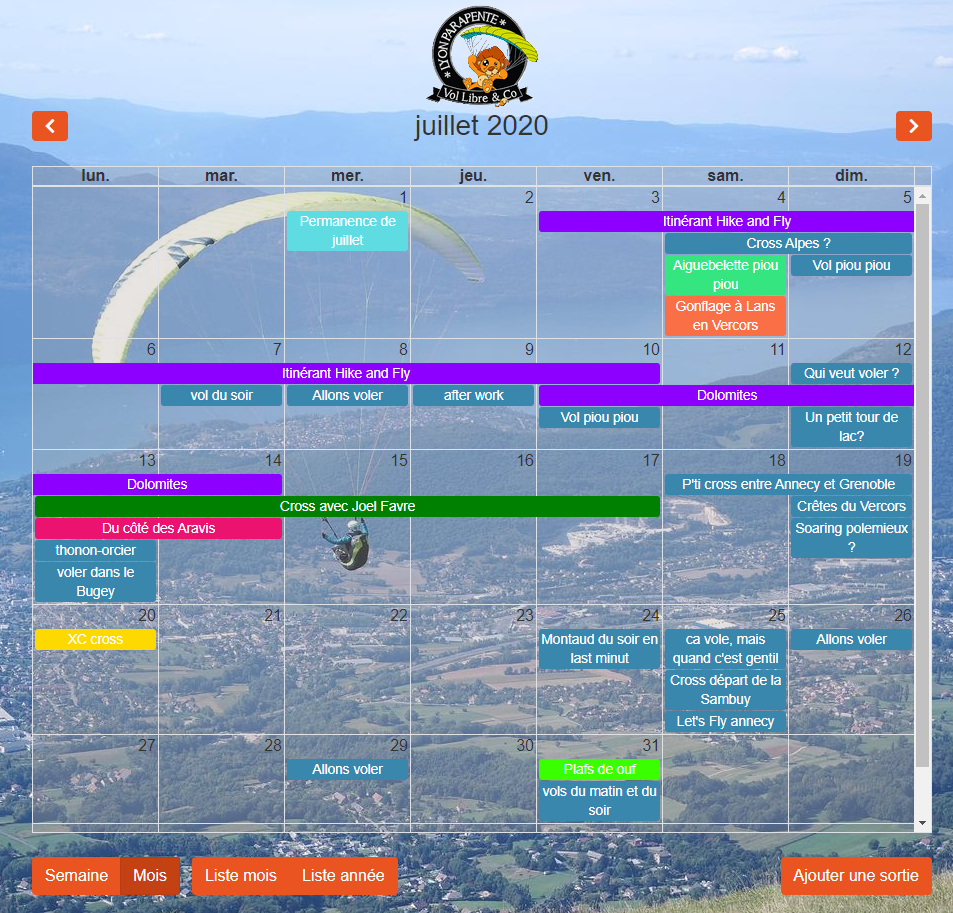 * LYON PARAPENTE *
Vol Libre & Co
juillet 2020
lun. mar. mer. jeu. ven. sam. dim.
1 2 3 4 5
Permanence de
juillet
Itinérant Hike and Fly
Cross Alpes ?
Aiguebelette piou
piou
Vol piou piou
Gonflage à Lans
en Vercors
6 7 8 9 10 11 12
Itinérant Hike and Fly
Qui veut voler ?
vol du soir
Allons voler
after work
Dolomites
Vol piou piou
Un petit tour de
lac?
13 14 15 16 17 18 19
Dolomites
P'ti cross entre Annecy et Grenoble
Cross avec Joel Favre
Crêtes du Vercors
Du côté des Aravis
Soaring polemieux
?
thonon-orcier
voler dans le
Bugey
20 21 22 23 24 25 26
XC cross
Montaud du soir en
last minut
ca vole, mais
quand c'est gentil
Allons voler
Cross départ de la
Sambuy
Let's Fly annecy
27 28 29 30 31
Allons voler
Plafs de ouf
vols du matin et du
soir
Semaine Mois Liste mois Liste année Ajouter une sortie